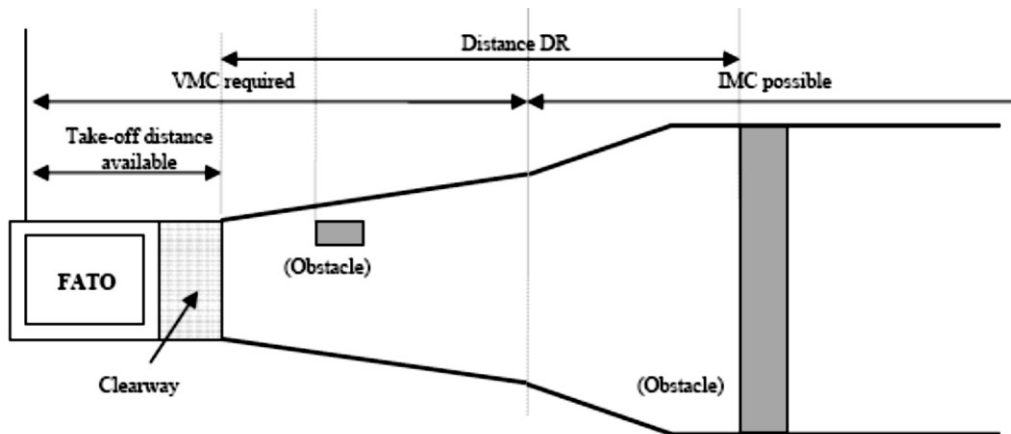 Distance DR
VMC required
IMC possible
Take-off distance
available
(Obstacle)
FATO
Clearway
(Obstacle)